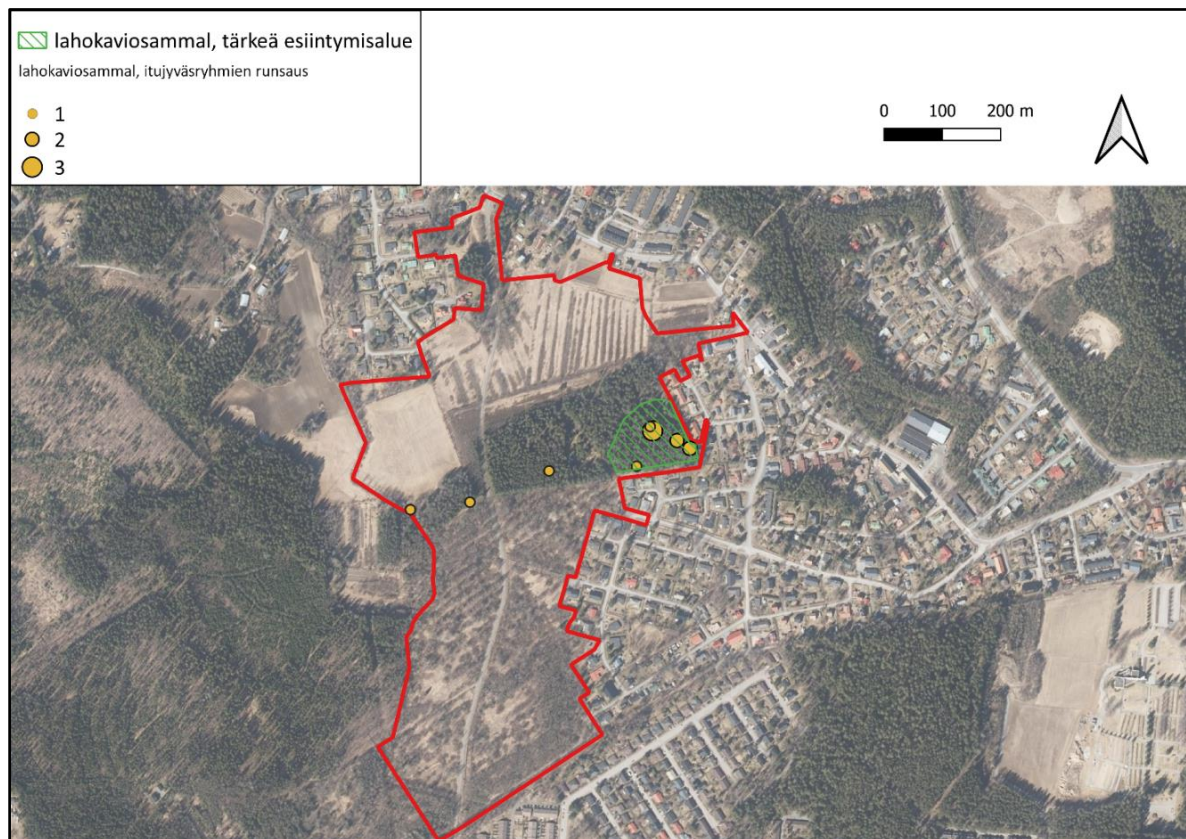 lahokaviosammal, tärkeä esiintymisalue
lahokaviosammal, itujyväsryhmien runsaus
1
2
3
0 100 200 m